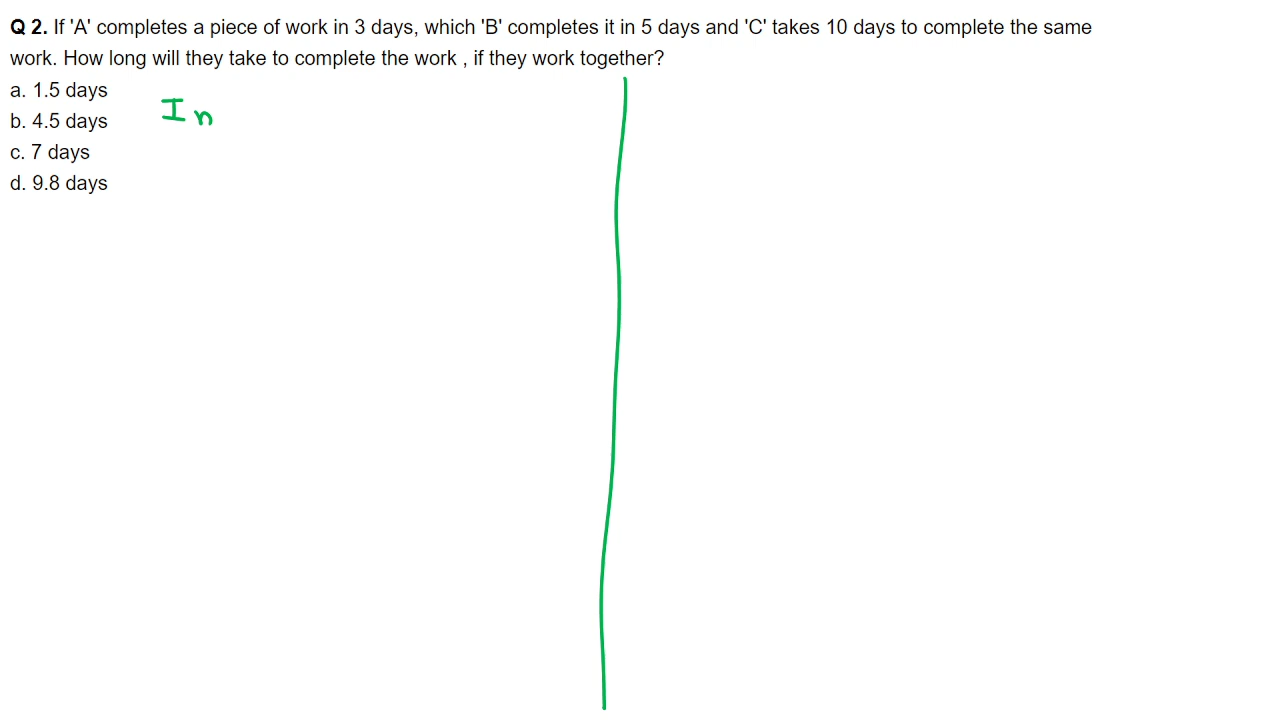 Q 2. If 'A' completes a piece of work in 3 days, which 'B' completes it in 5 days and 'C' takes 10 days to complete the same
work. How long will they take to complete the work , if they work together?
a. 1.5 days
In
b. 4.5 days
c. 7 days
d. 9.8 days